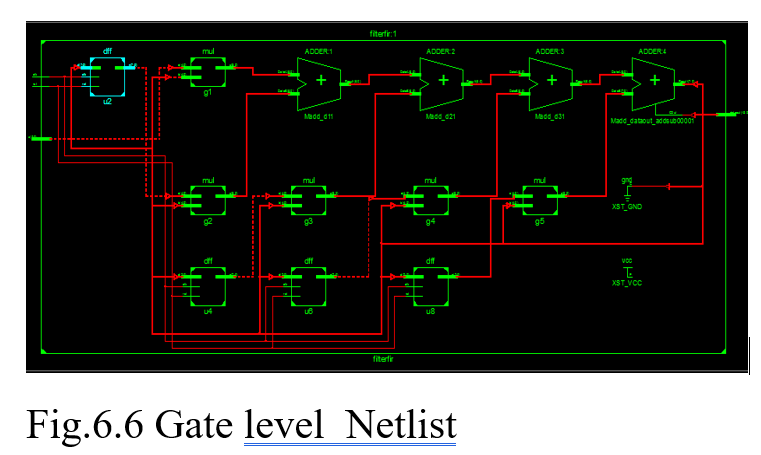 filterfir:1
dff
mul
ADDER:1
ADDER:2
ADDER:3
ADDER:4
u2
g1
Madd_d11
Madd_d21
Madd_d31
Madd_dataout_addsub00001
mul
mul
mul
mul
gnd
XST_GND
g2
g3
g4
g5
dff
dff
dff
vcc
XST_VCC
u4
u6
u8
filterfir
Fig.6.6 Gate level Netlist